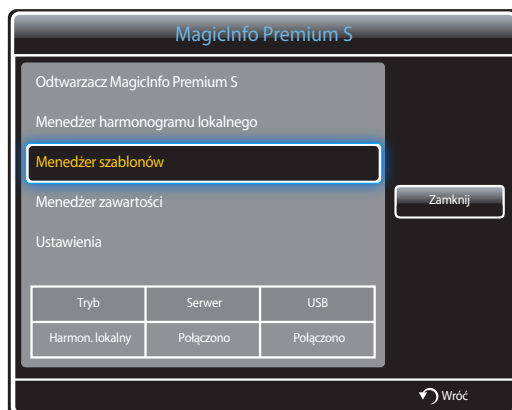 MagicInfo Premium S
Odtwarzacz MagicInfo Premium S
Menedżer harmonogramu lokalnego
Menedżer szablonów
Menedżer zawartości
Zamknij
Ustawienia
Tryb Serwer USB
Harmon. lokalny Połączono Połączono
Wróć